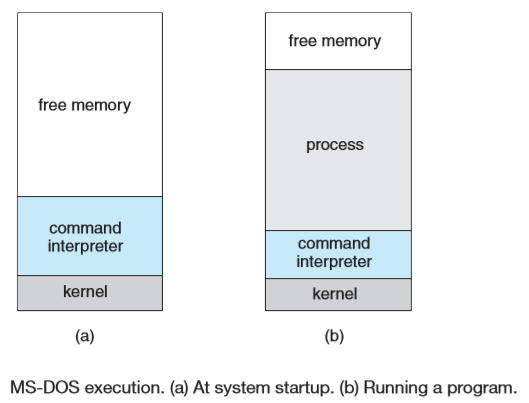 free memory
command
interpreter
kernel
(a)
free memory
process
command
interpreter
kernel
(b)
MS-DOS execution. (a) At system startup. (b) Running a program.